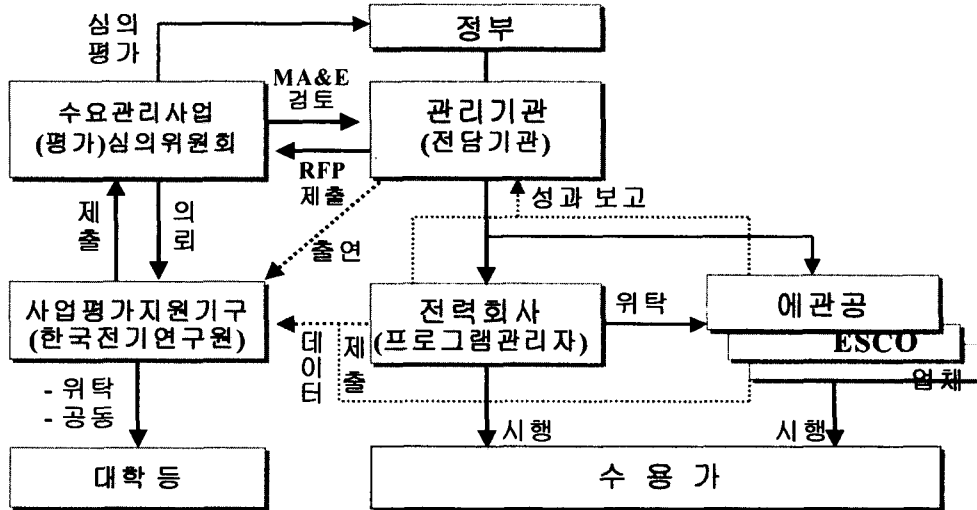 심의
평가
정부
MA&E
검토
수요관리사업
(평가)심의위원회
관리기관
(전담기관)
RFP
제출
제출
의뢰
출연
성과 보고
사업평가지원기구
(한국전기연구원)
데이터
제출
전력회사
(프로그램관리자)
위탁
에관공
ESCO
업체
- 위탁
- 공동
시행
시행
대학 등
수 용 가